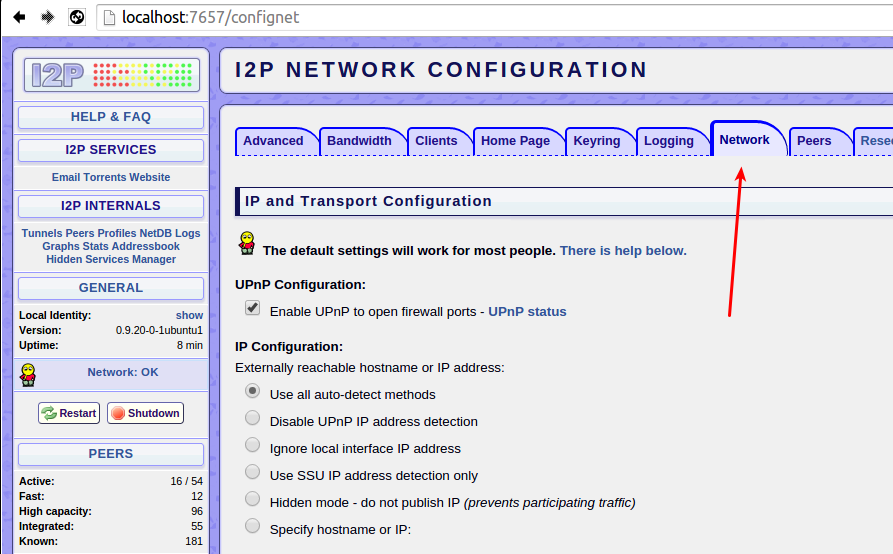 localhost:7657/confignet
I2P
HELP & FAQ
I2P SERVICES
Email Torrents Website
I2P INTERNALS
Tunnels Peers Profiles NetDB Logs
Graphs Stats Addressbook
Hidden Services Manager
GENERAL
Local Identity: show
Version: 0.9.20-0-1ubuntu1
Uptime: 8 min
Network: OK
Restart Shutdown
PEERS
Active: 16 / 54
Fast: 12
High capacity: 96
Integrated: 55
Known: 181
I2P NETWORK CONFIGURATION
Advanced Bandwidth Clients Home Page Keyring Logging Network Peers Resee
IP and Transport Configuration
The default settings will work for most people. There is help below.
UPnP Configuration:
Enable UPnP to open firewall ports - UPnP status
IP Configuration:
Externally reachable hostname or IP address:
Use all auto-detect methods
Disable UPnP IP address detection
Ignore local interface IP address
Use SSU IP address detection only
Hidden mode - do not publish IP (prevents participating traffic)
Specify hostname or IP: